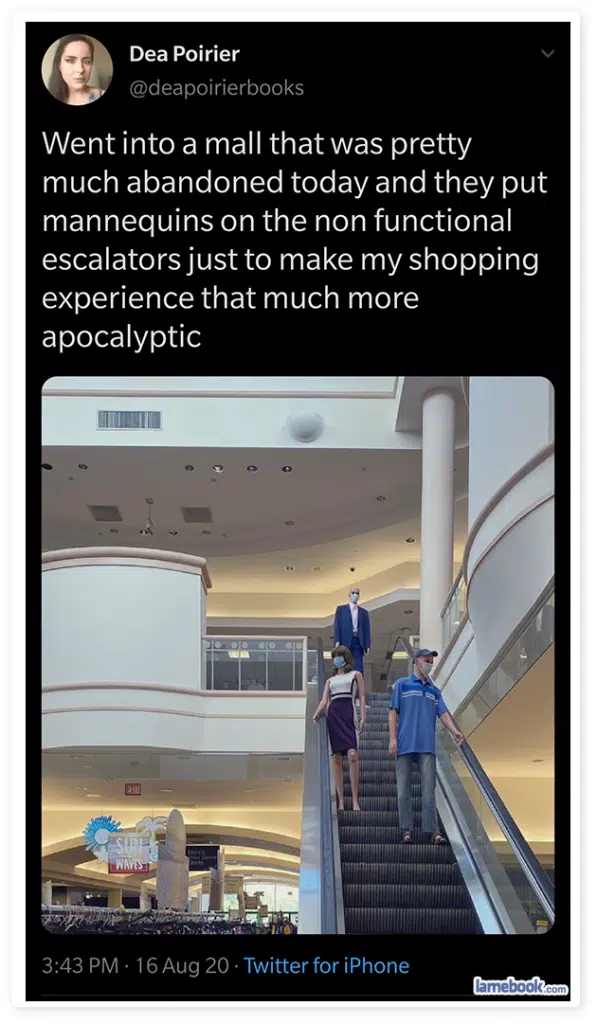 Dea Poirier
@deapoirierbooks
Went into a mall that was pretty
much abandoned today and they put
mannequins on the non functional
escalators just to make my shopping
experience that much more
apocalyptic
WAVES
3:43 PM · 16 Aug 20 · Twitter for iPhone
lamebook.com